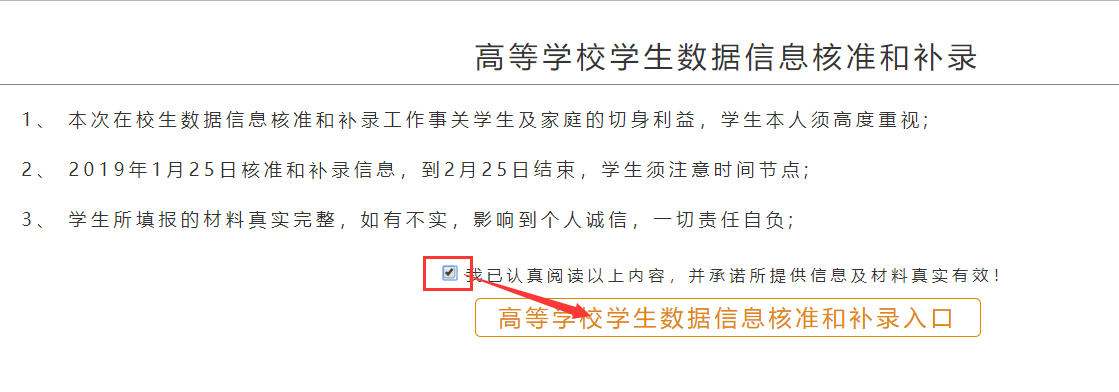 高等学校学生数据信息核准和补录
1、 本次在校生数据信息核准和补录工作事关学生及家庭的切身利益，学生本人须高度重视；
2、 2019年1月25日核准和补录信息，到2月25日结束，学生须注意时间节点；
3、 学生所填报的材料真实完整，如有不实，影响到个人诚信，一切责任自负；
我已认真阅读以上内容，并承诺所提供信息及材料真实有效！
高等学校学生数据信息核准和补录入口